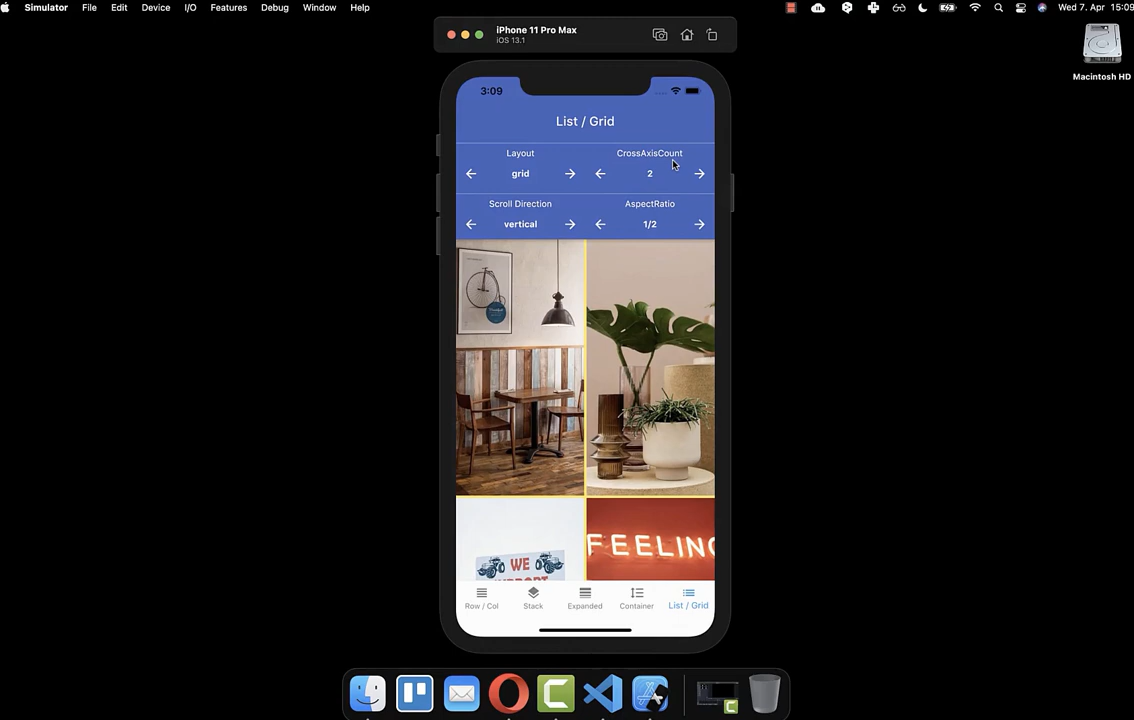 Simulator File Edit Device I/O Features Debug Window Help Wed 7. Apr 15:09
iPhone 11 Pro Max
iOS 13.1
Macintosh HD
3:09
List / Grid
Layout CrossAxisCount
grid 2
Scroll Direction AspectRatio
vertical 1/2
WE
FEELING
Row / Col Stack Expanded Container List / Grid